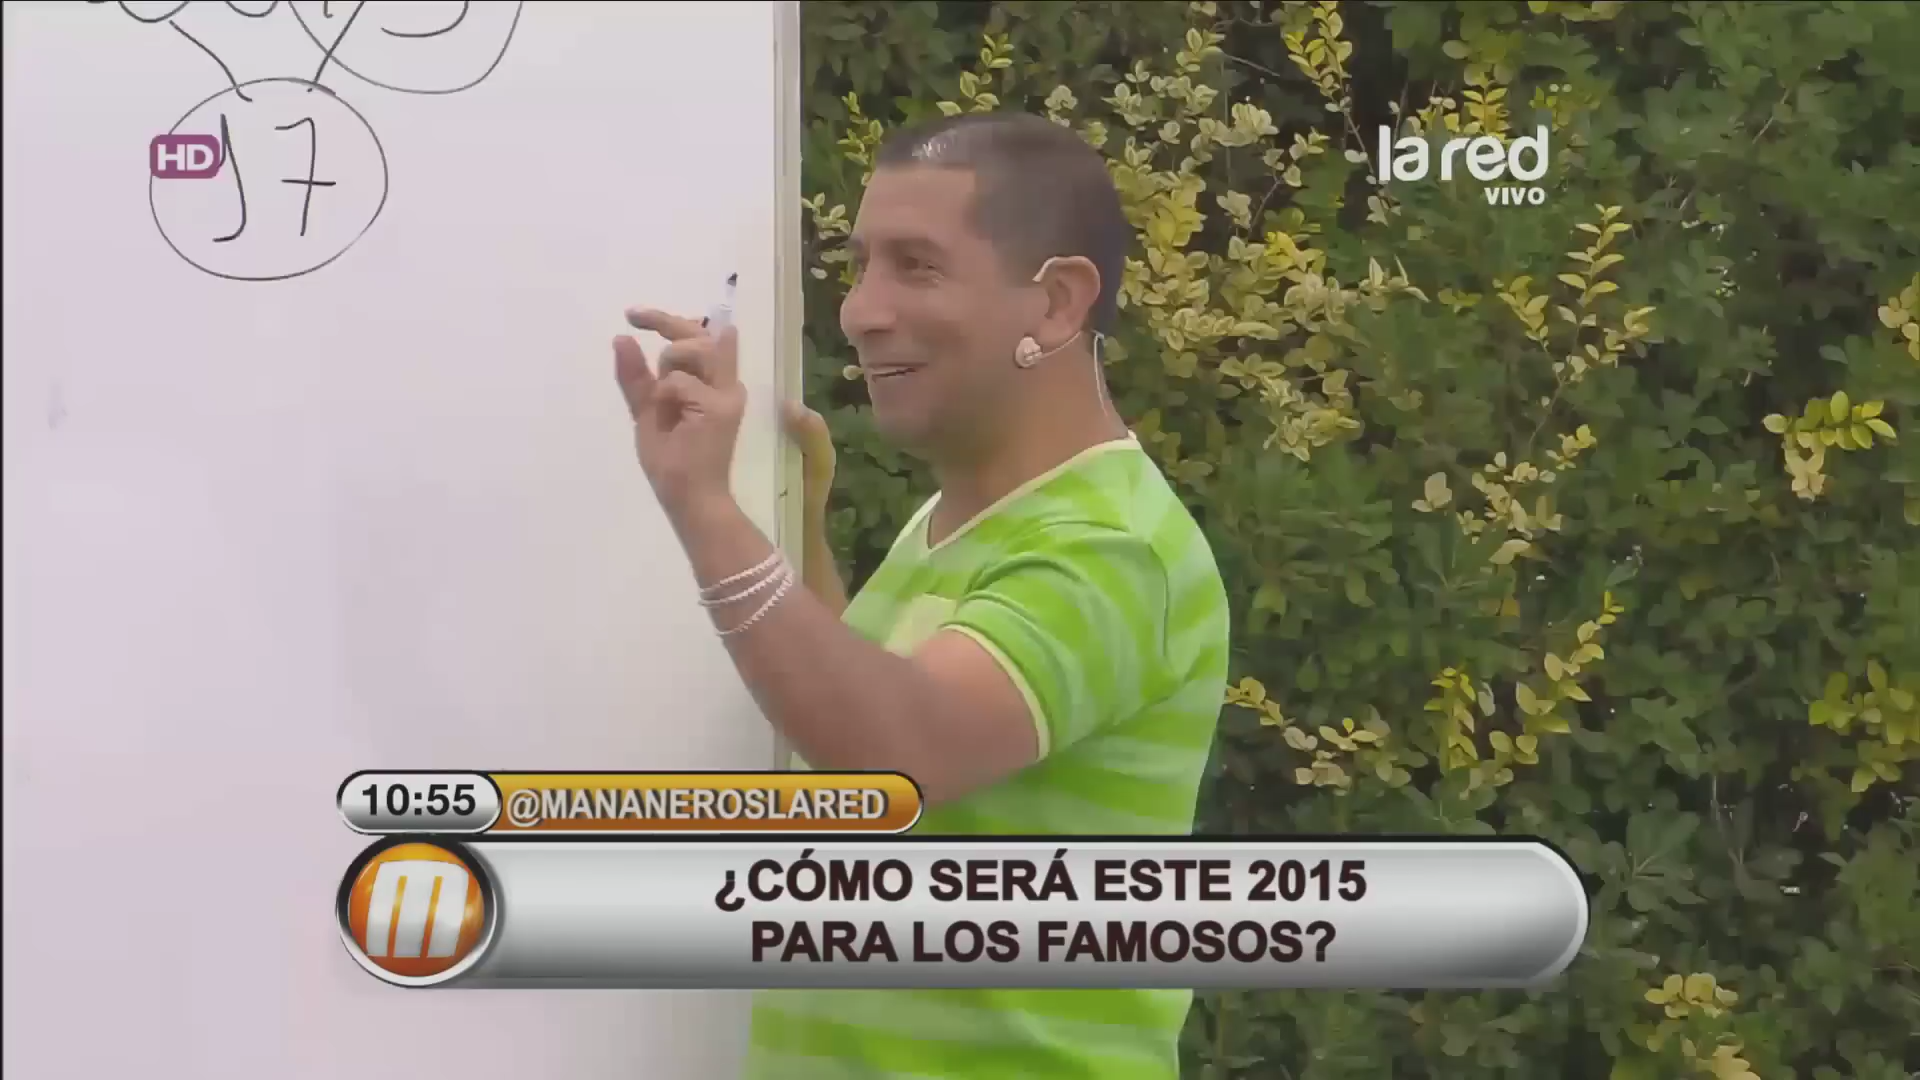 17
HD
la red
VIVO
10:55 @MANANEROSLARED
m
¿CÓMO SERÁ ESTE 2015
PARA LOS FAMOSOS?